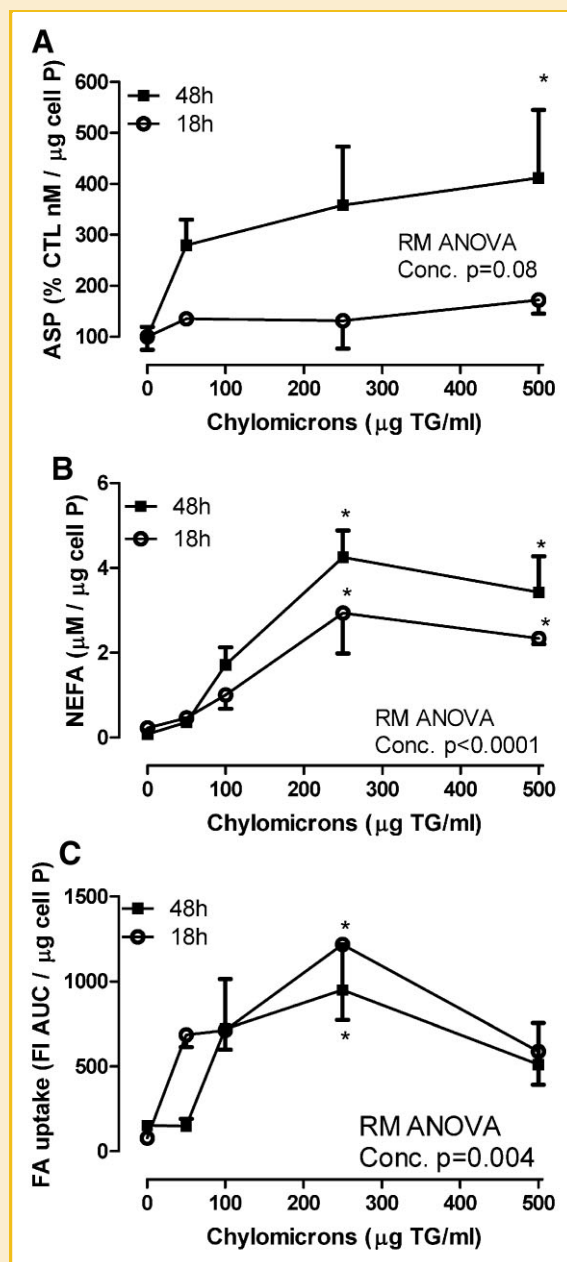 A
600
500
400
300
200
100
ASP (% CTL nM / μg cell P)
48h
18h
*
RM ANOVA
Conc. p=0.08
0 100 200 300 400 500
Chylomicrons (μg TG/ml)
B
6
4
2
0
NEFA (μM / μg cell P)
48h
18h
* *
* *
RM ANOVA
Conc. p<0.0001
0 100 200 300 400 500
Chylomicrons (μg TG/ml)
C
1500
1000
500
0
FA uptake (FI AUC / μg cell P)
48h
18h
*
*
RM ANOVA
Conc. p=0.004
0 100 200 300 400 500
Chylomicrons (μg TG/ml)